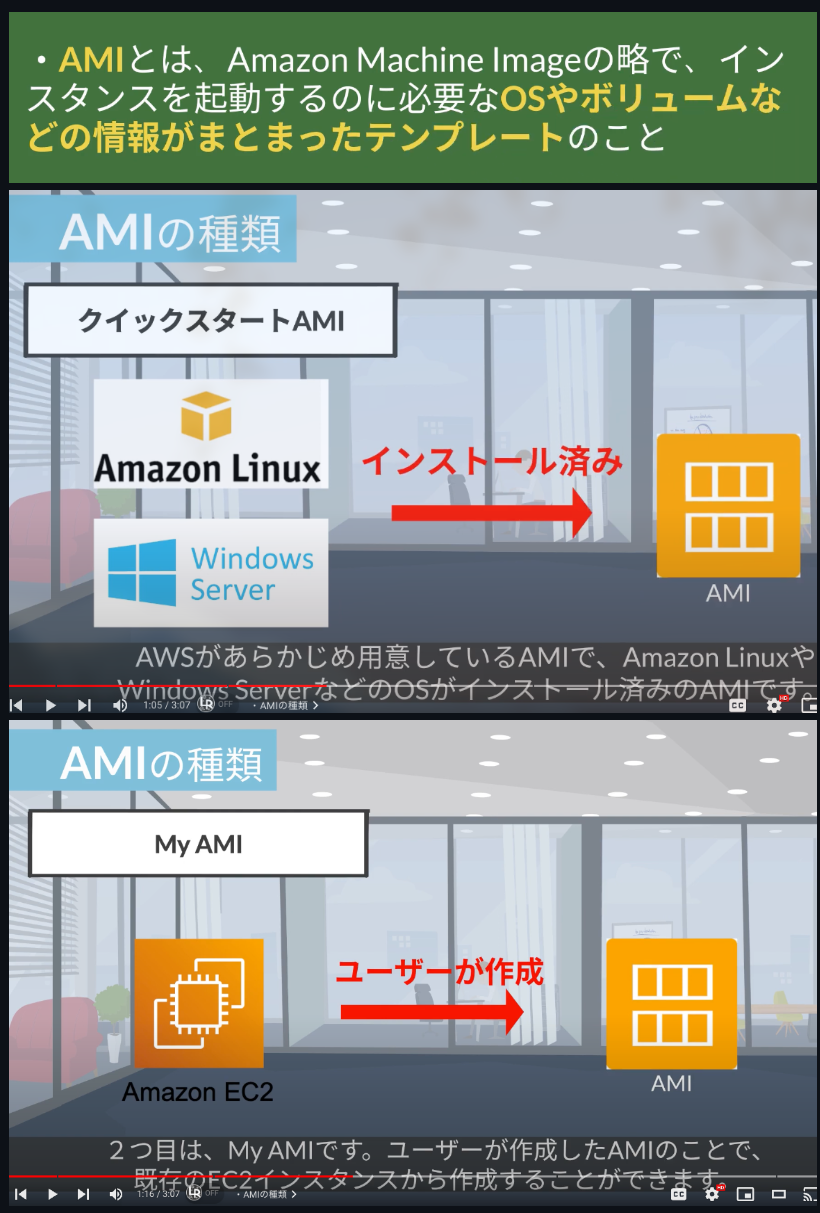 ・AMIとは、Amazon Machine Imageの略で、イン
スタンスを起動するのに必要なOSやボリュームな
どの情報がまとまったテンプレートのこと
AMIの種類
クイックスタートAMI
Amazon Linux
インストール済み
Windows
Server
AMI
AWSがあらかじめ用意しているAMIで、Amazon Linuxや
Windows ServerなどのOSがインストール済みのAMIです。
1:05 / 3:07 LR OFF ・AMIの種類 CC HD
AMIの種類
My AMI
ユーザーが作成
Amazon EC2
AMI
２つ目は、My AMIです。ユーザーが作成したAMIのことで、
既存のEC2インスタンスから作成することができます。
1:16 / 3:07 LR OFF ・AMIの種類 CC HD